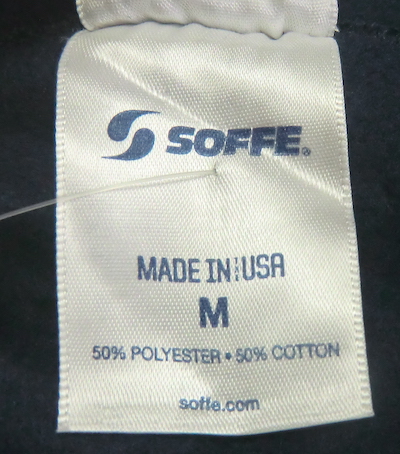 SOFFE®
MADE IN USA
M
50% POLYESTER • 50% COTTON
soffe.com